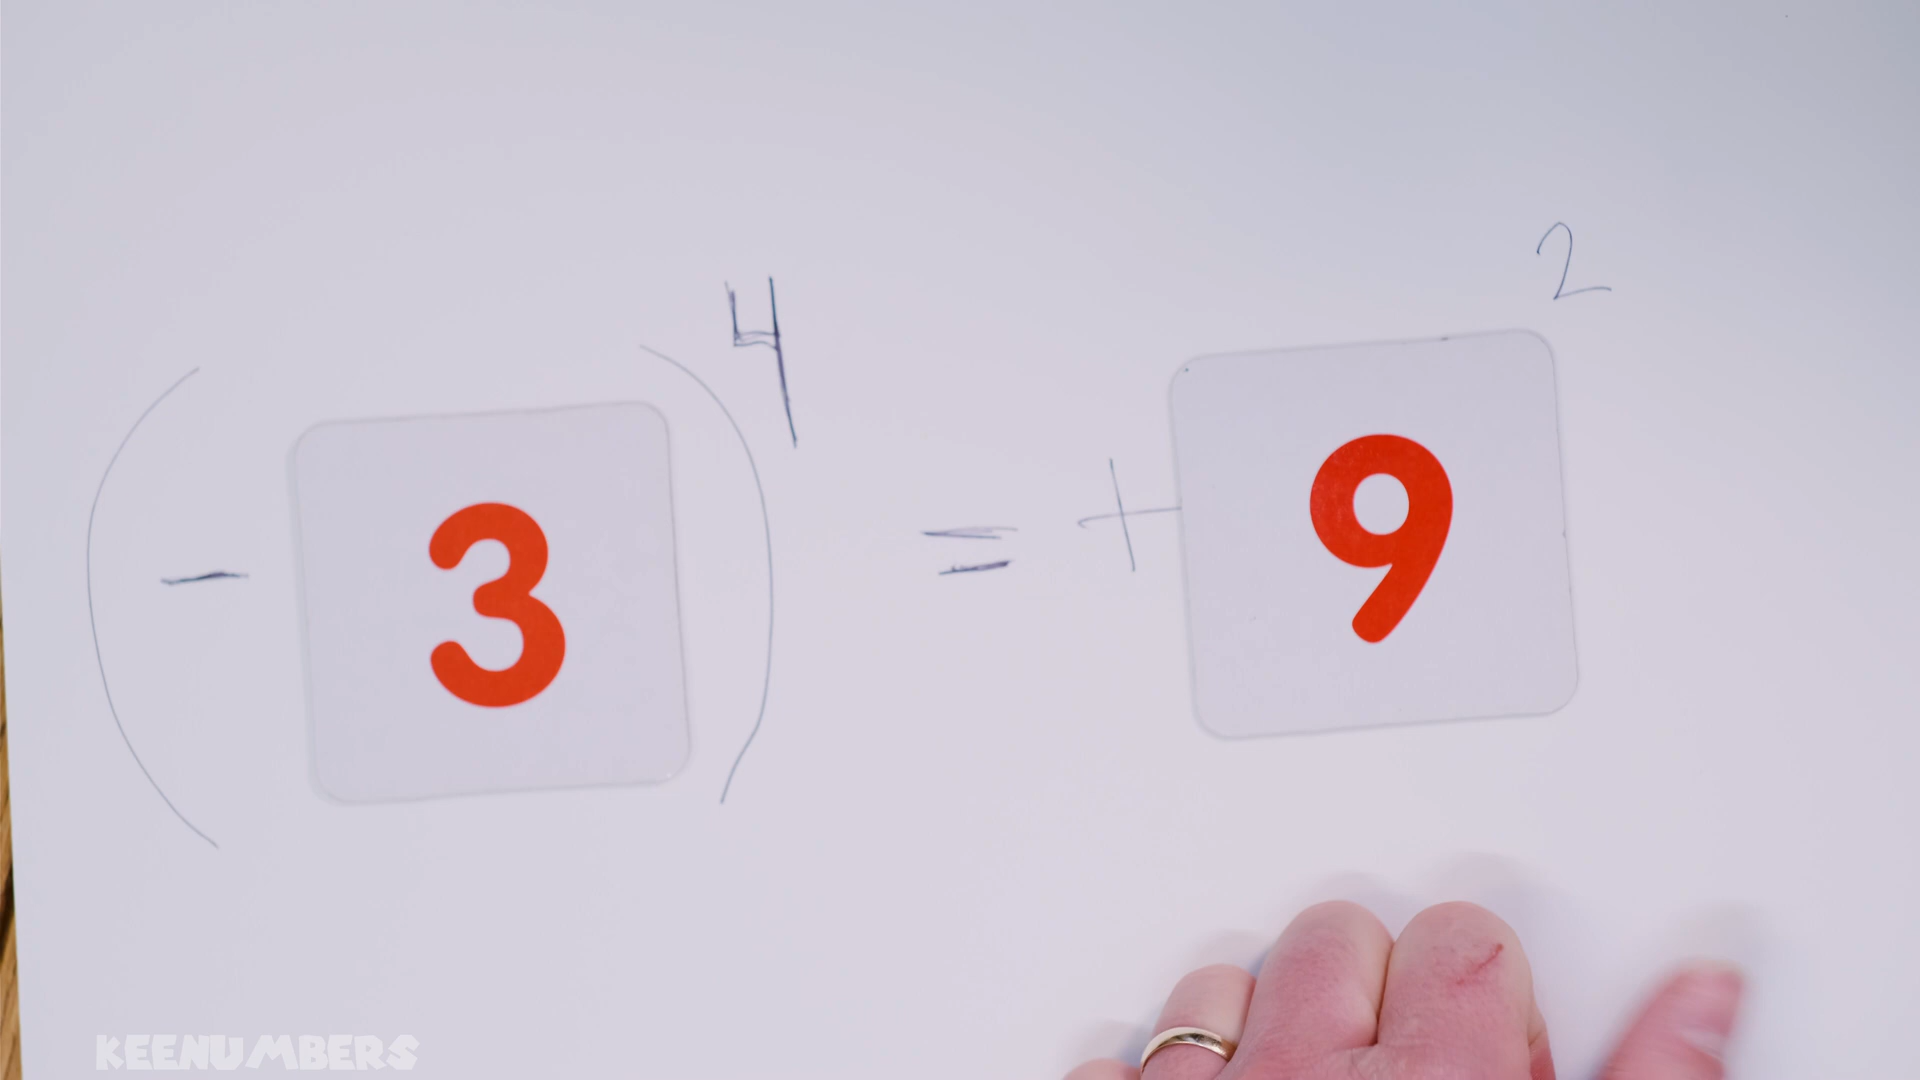 (-3)⁴ = +9²
KEENUMBERS